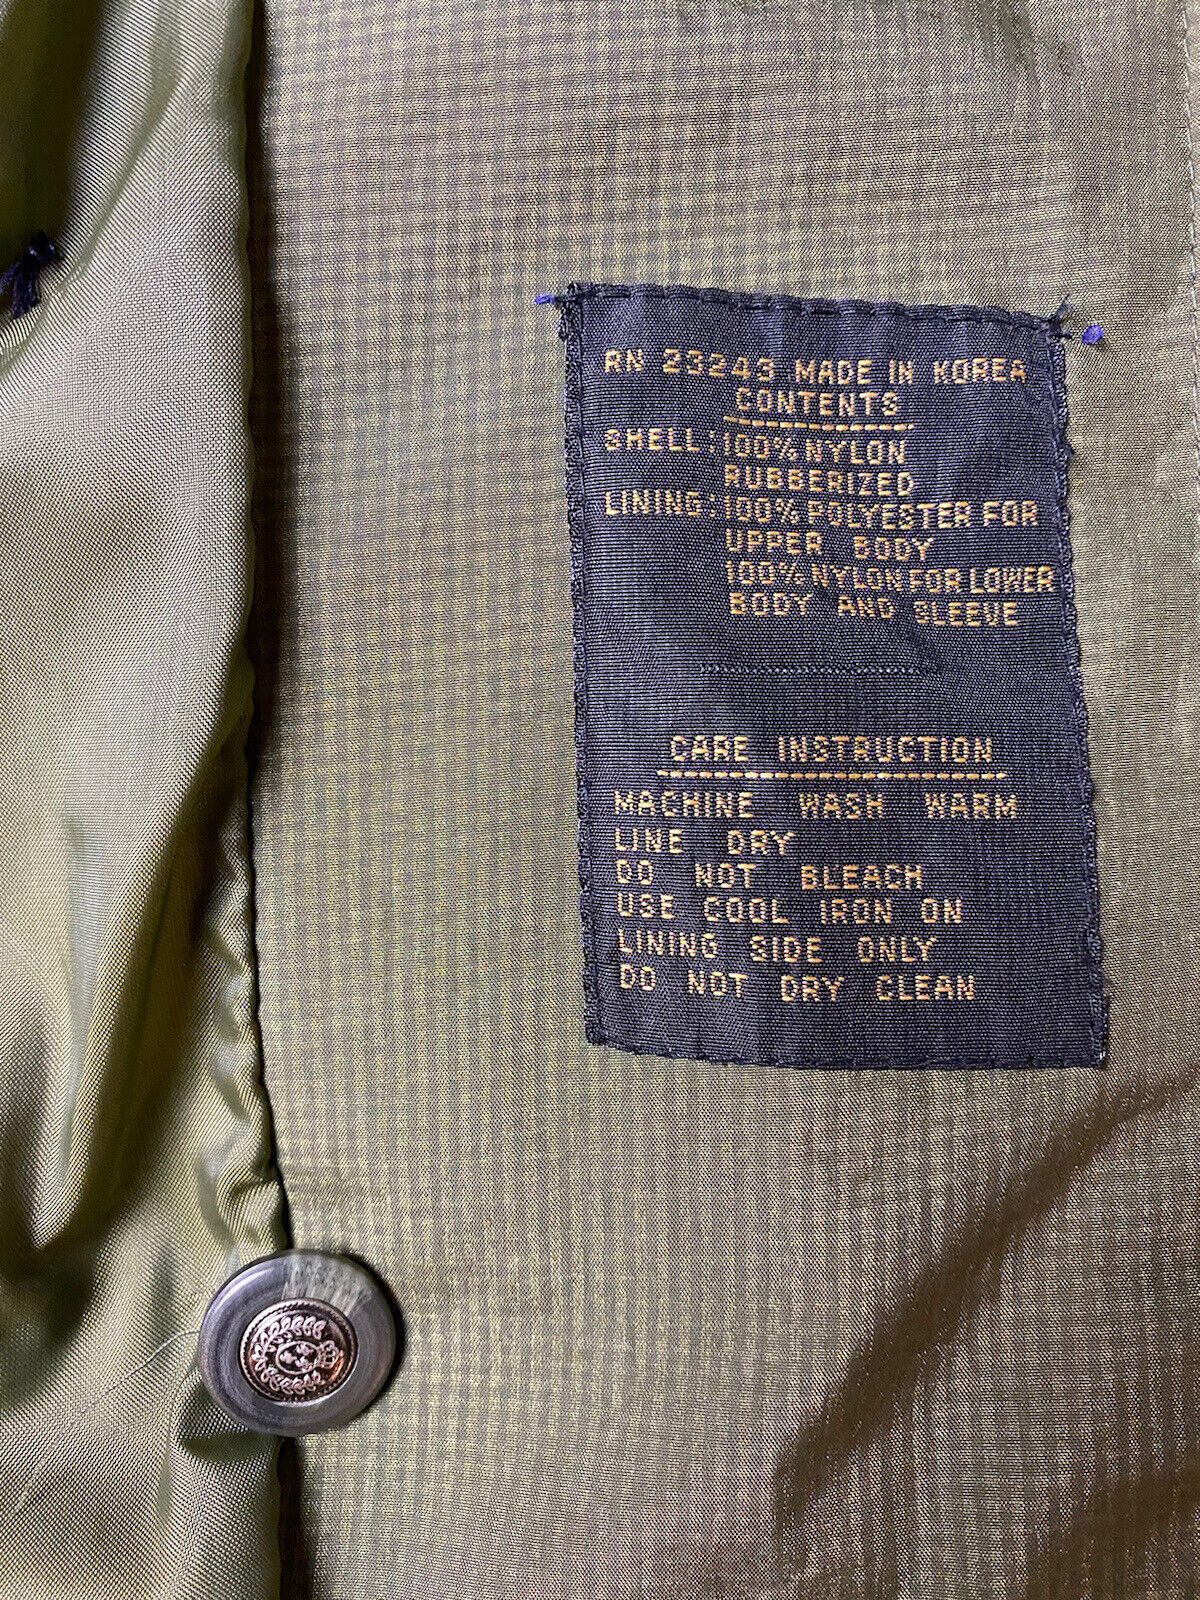 RN 23243 MADE IN KOREA
CONTENTS
SHELL: 100% NYLON
RUBBERIZED
LINING: 100% POLYESTER FOR
UPPER BODY
100% NYLON FOR LOWER
BODY AND SLEEVE
CARE INSTRUCTION
MACHINE WASH WARM
LINE DRY
DO NOT BLEACH
USE COOL IRON ON
LINING SIDE ONLY
DO NOT DRY CLEAN